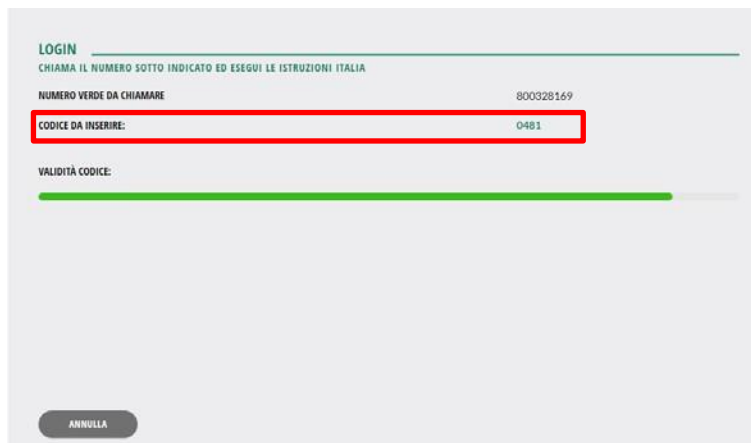 LOGIN
CHIAMA IL NUMERO SOTTO INDICATO ED ESEGUI LE ISTRUZIONI ITALIA
NUMERO VERDE DA CHIAMARE 800328169
CODICE DA INSERIRE: 0481
VALIDITÀ CODICE:
ANNULLA